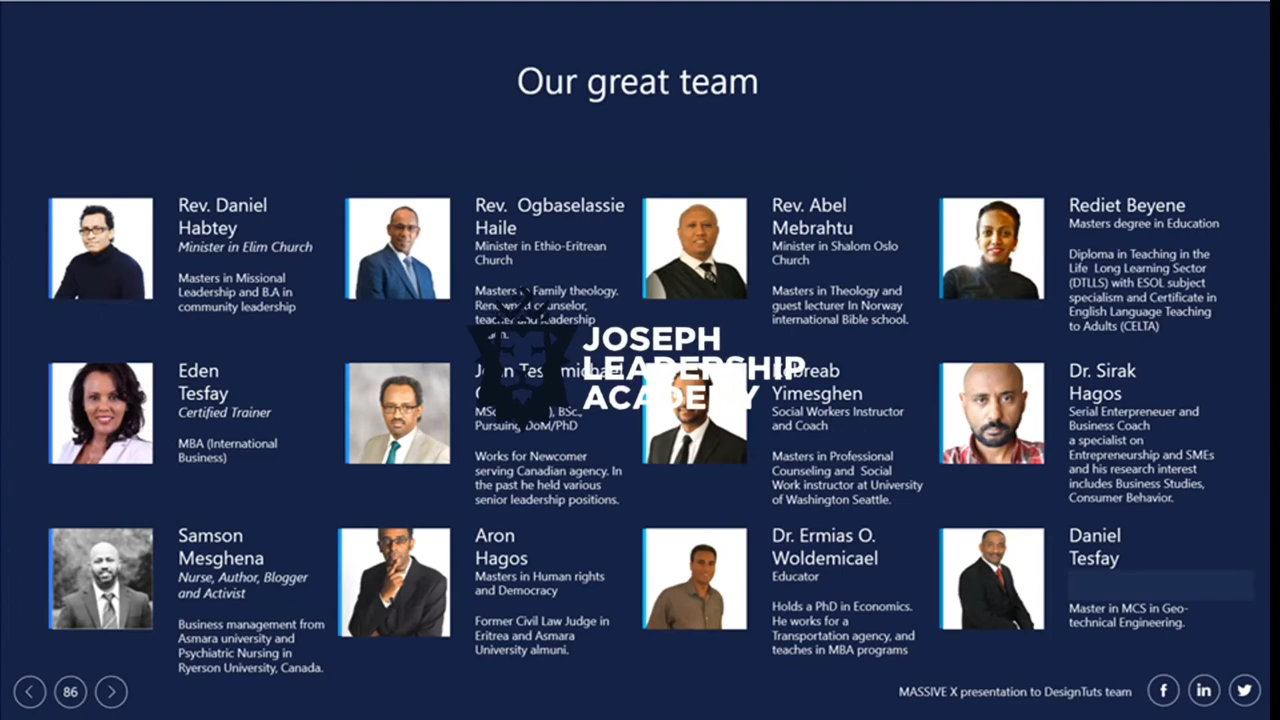 Our great team
Rev. Daniel
Habtey
Minister in Elim Church
Masters in Missional
Leadership and B.A in
community leadership
Rev. Ogbaselassie
Haile
Minister in Ethio-Eritrean
Church
Masters Family theology.
Renowned counselor,
teacher and leadership
Rev. Abel
Mebrahtu
Minister in Shalom Oslo
Church
Masters in Theology and
guest lecturer In Norway
international Bible school.
Rediet Beyene
Masters degree in Education
Diploma in Teaching in the
Life Long Learning Sector
(DTLLS) with ESOL subject
specialism and Certificate in
English Language Teaching
to Adults (CELTA)
JOSEPH
LEADERSHIP
ACADEMY
Eden
Tesfay
Certified Trainer
MBA (International
Business)
BSc.,
Pursuing DoM/PhD
Works for Newcomer
serving Canadian agency. In
the past he held various
senior leadership positions.
Yimesghen
Social Workers Instructor
and Coach
Masters in Professional
Counseling and Social
Work instructor at University
of Washington Seattle.
Dr. Sirak
Hagos
Serial Enterpreneuer and
Business Coach
a specialist on
Entrepreneurship and SMEs
and his research interest
includes Business Studies,
Consumer Behavior.
Samson
Mesghena
Nurse, Author, Blogger
and Activist
Business management from
Asmara university and
Psychiatric Nursing in
Ryerson University, Canada.
Aron
Hagos
Masters in Human rights
and Democracy
Former Civil Law Judge in
Eritrea and Asmara
University almuni.
Dr. Ermias O.
Woldemicael
Educator
Holds a PhD in Economics.
He works for a
Transportation agency, and
teaches in MBA programs
Daniel
Tesfay
Master in MCS in Geo-
technical Engineering.
86
MASSIVE X presentation to DesignTuts team